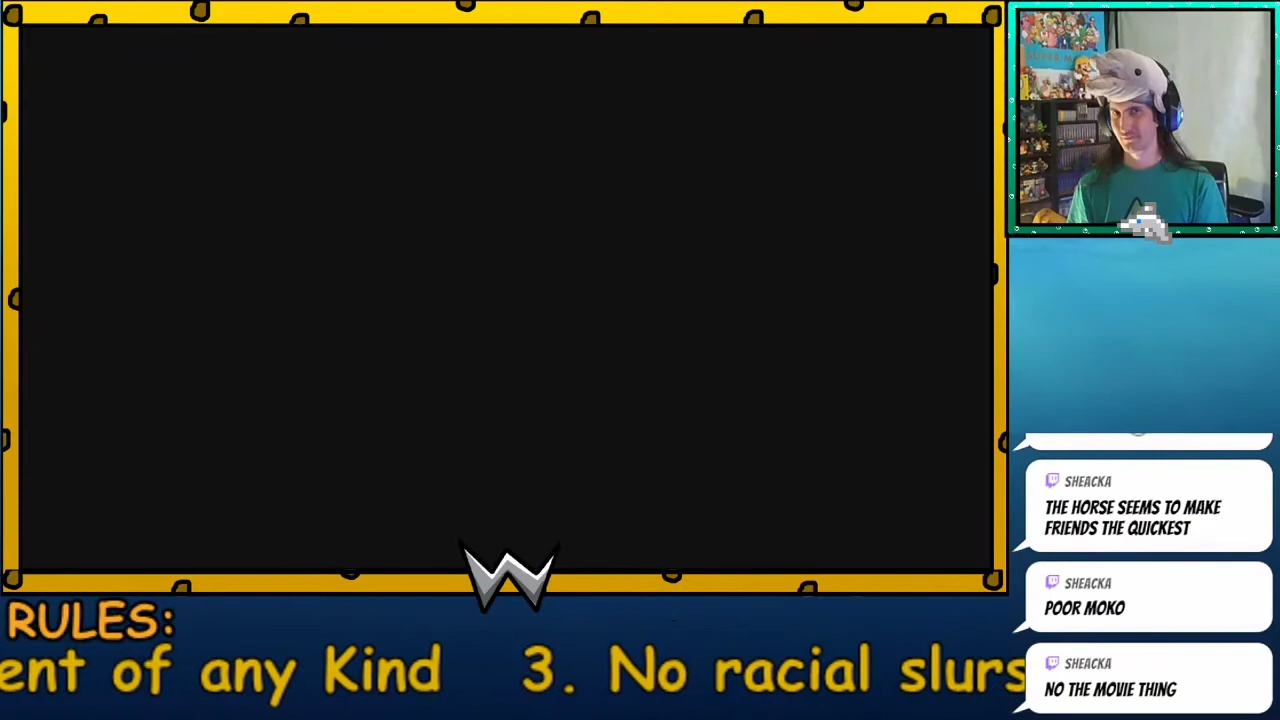 SHEACKA
THE HORSE SEEMS TO MAKE
FRIENDS THE QUICKEST
SHEACKA
POOR MOKO
SHEACKA
NO THE MOVIE THING
W
RULES:
ent of any Kind 3. No racial slurs